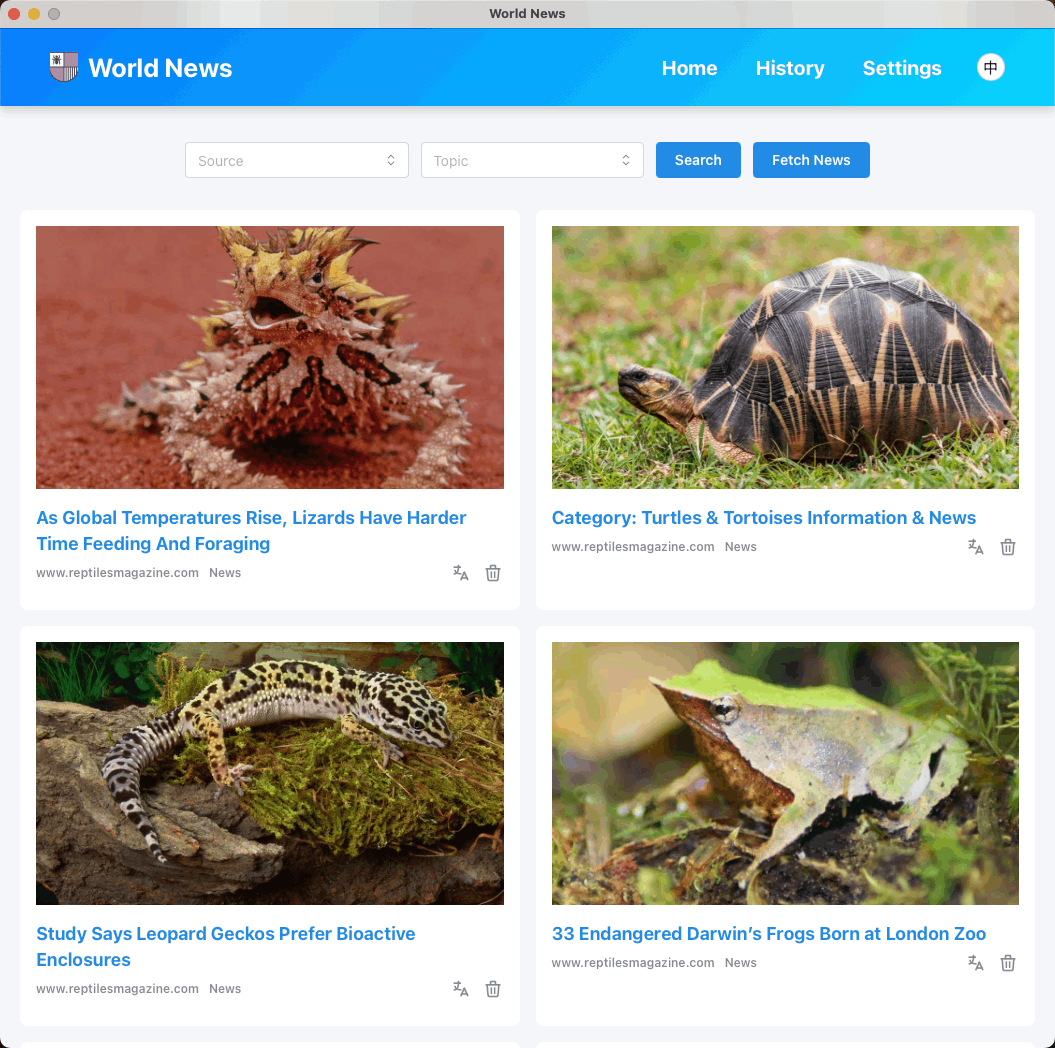 World News
World News
Home
History
Settings
中
Source
Topic
Search
Fetch News
As Global Temperatures Rise, Lizards Have Harder
Time Feeding And Foraging
www.reptilesmagazine.com News
Category: Turtles & Tortoises Information & News
www.reptilesmagazine.com News
Study Says Leopard Geckos Prefer Bioactive
Enclosures
www.reptilesmagazine.com News
33 Endangered Darwin’s Frogs Born at London Zoo
www.reptilesmagazine.com News